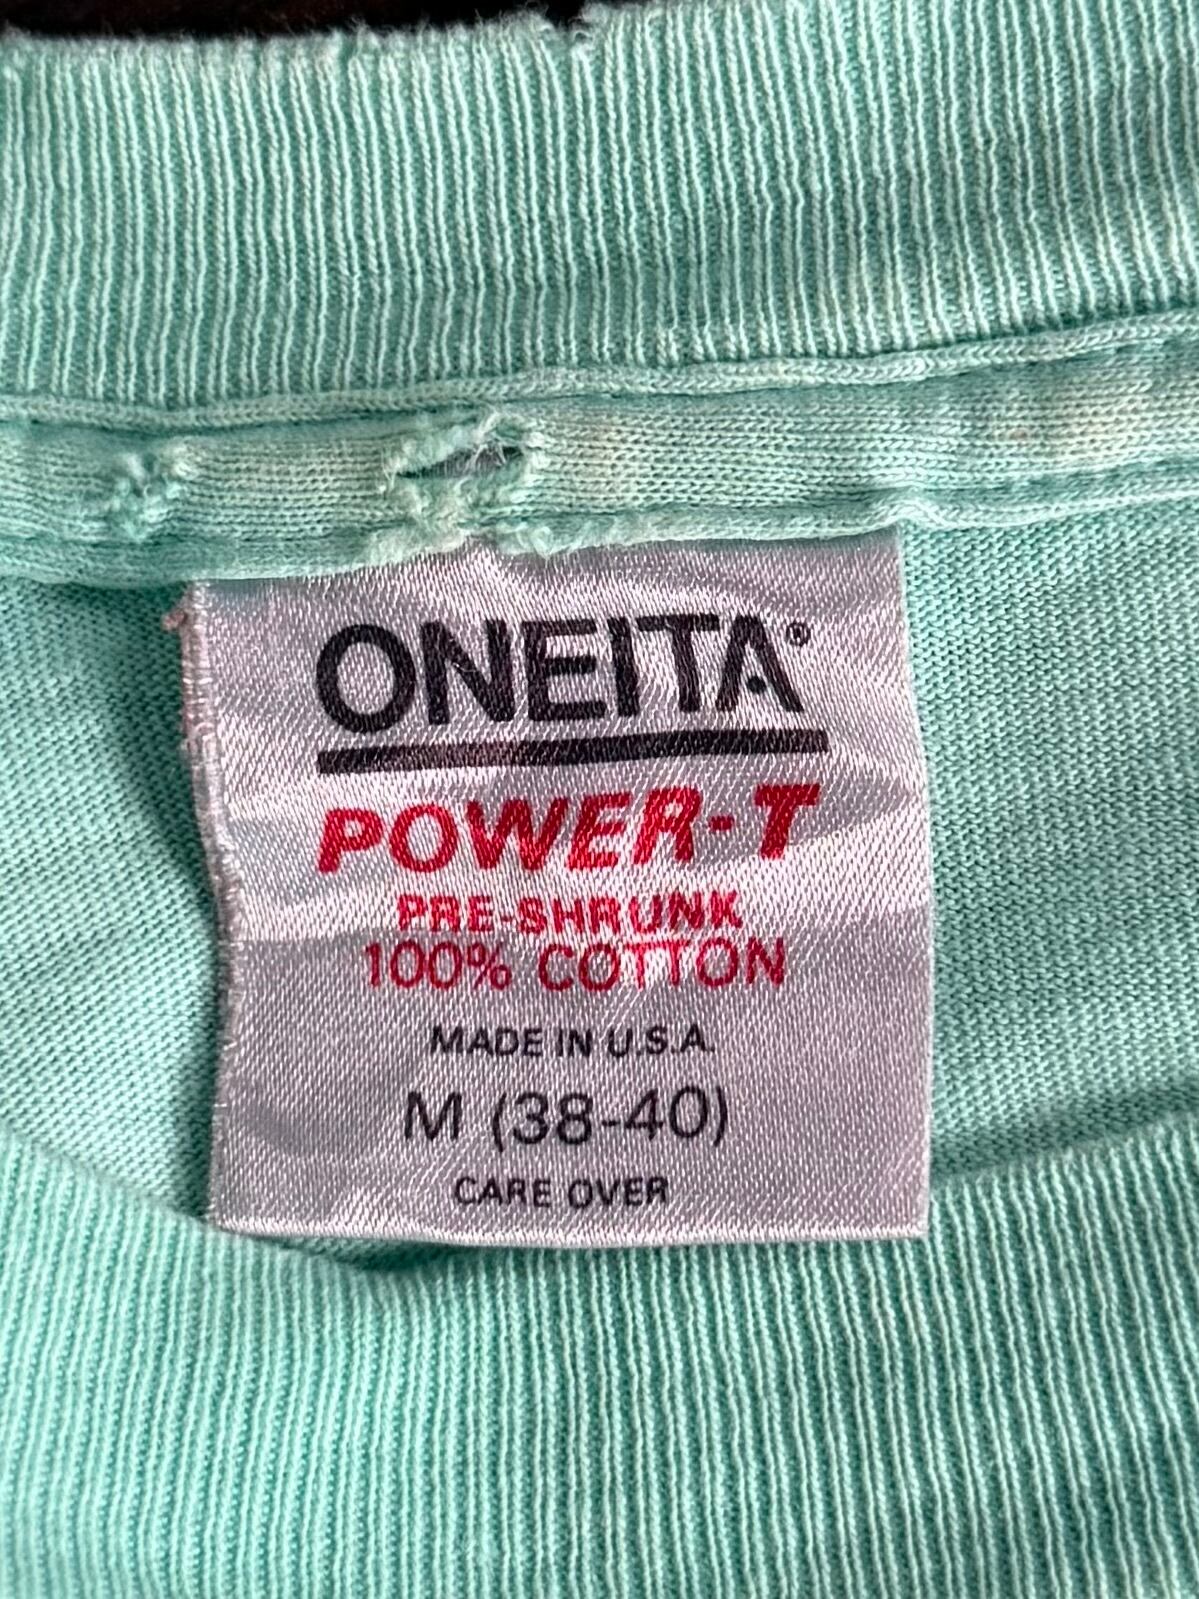 ONEITA®
POWER-T
PRE-SHRUNK
100% COTTON
MADE IN U.S.A.
M (38-40)
CARE OVER